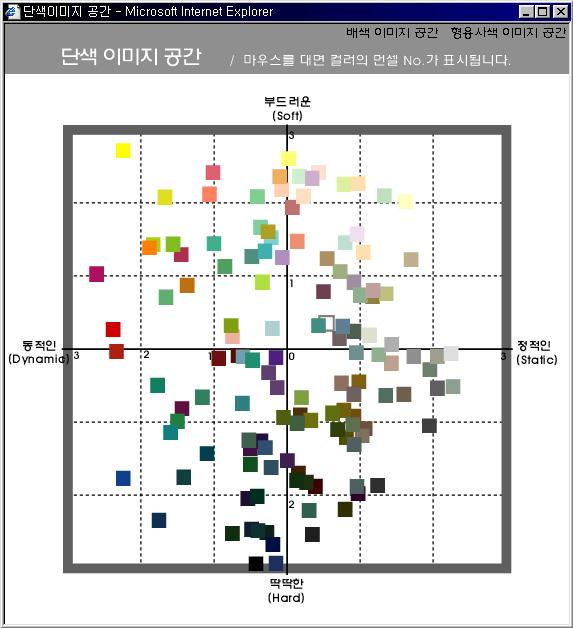 단색이미지 공간 - Microsoft Internet Explorer
배색 이미지 공간 형용사색 이미지 공간
단색 이미지 공간 / 마우스를 대면 컬러의 먼셀 No.가 표시됩니다.
부드러운
(Soft)
3
1
동적인
(Dynamic)
3 2 1 0 3
정적인
(Static)
2
딱딱한
(Hard)